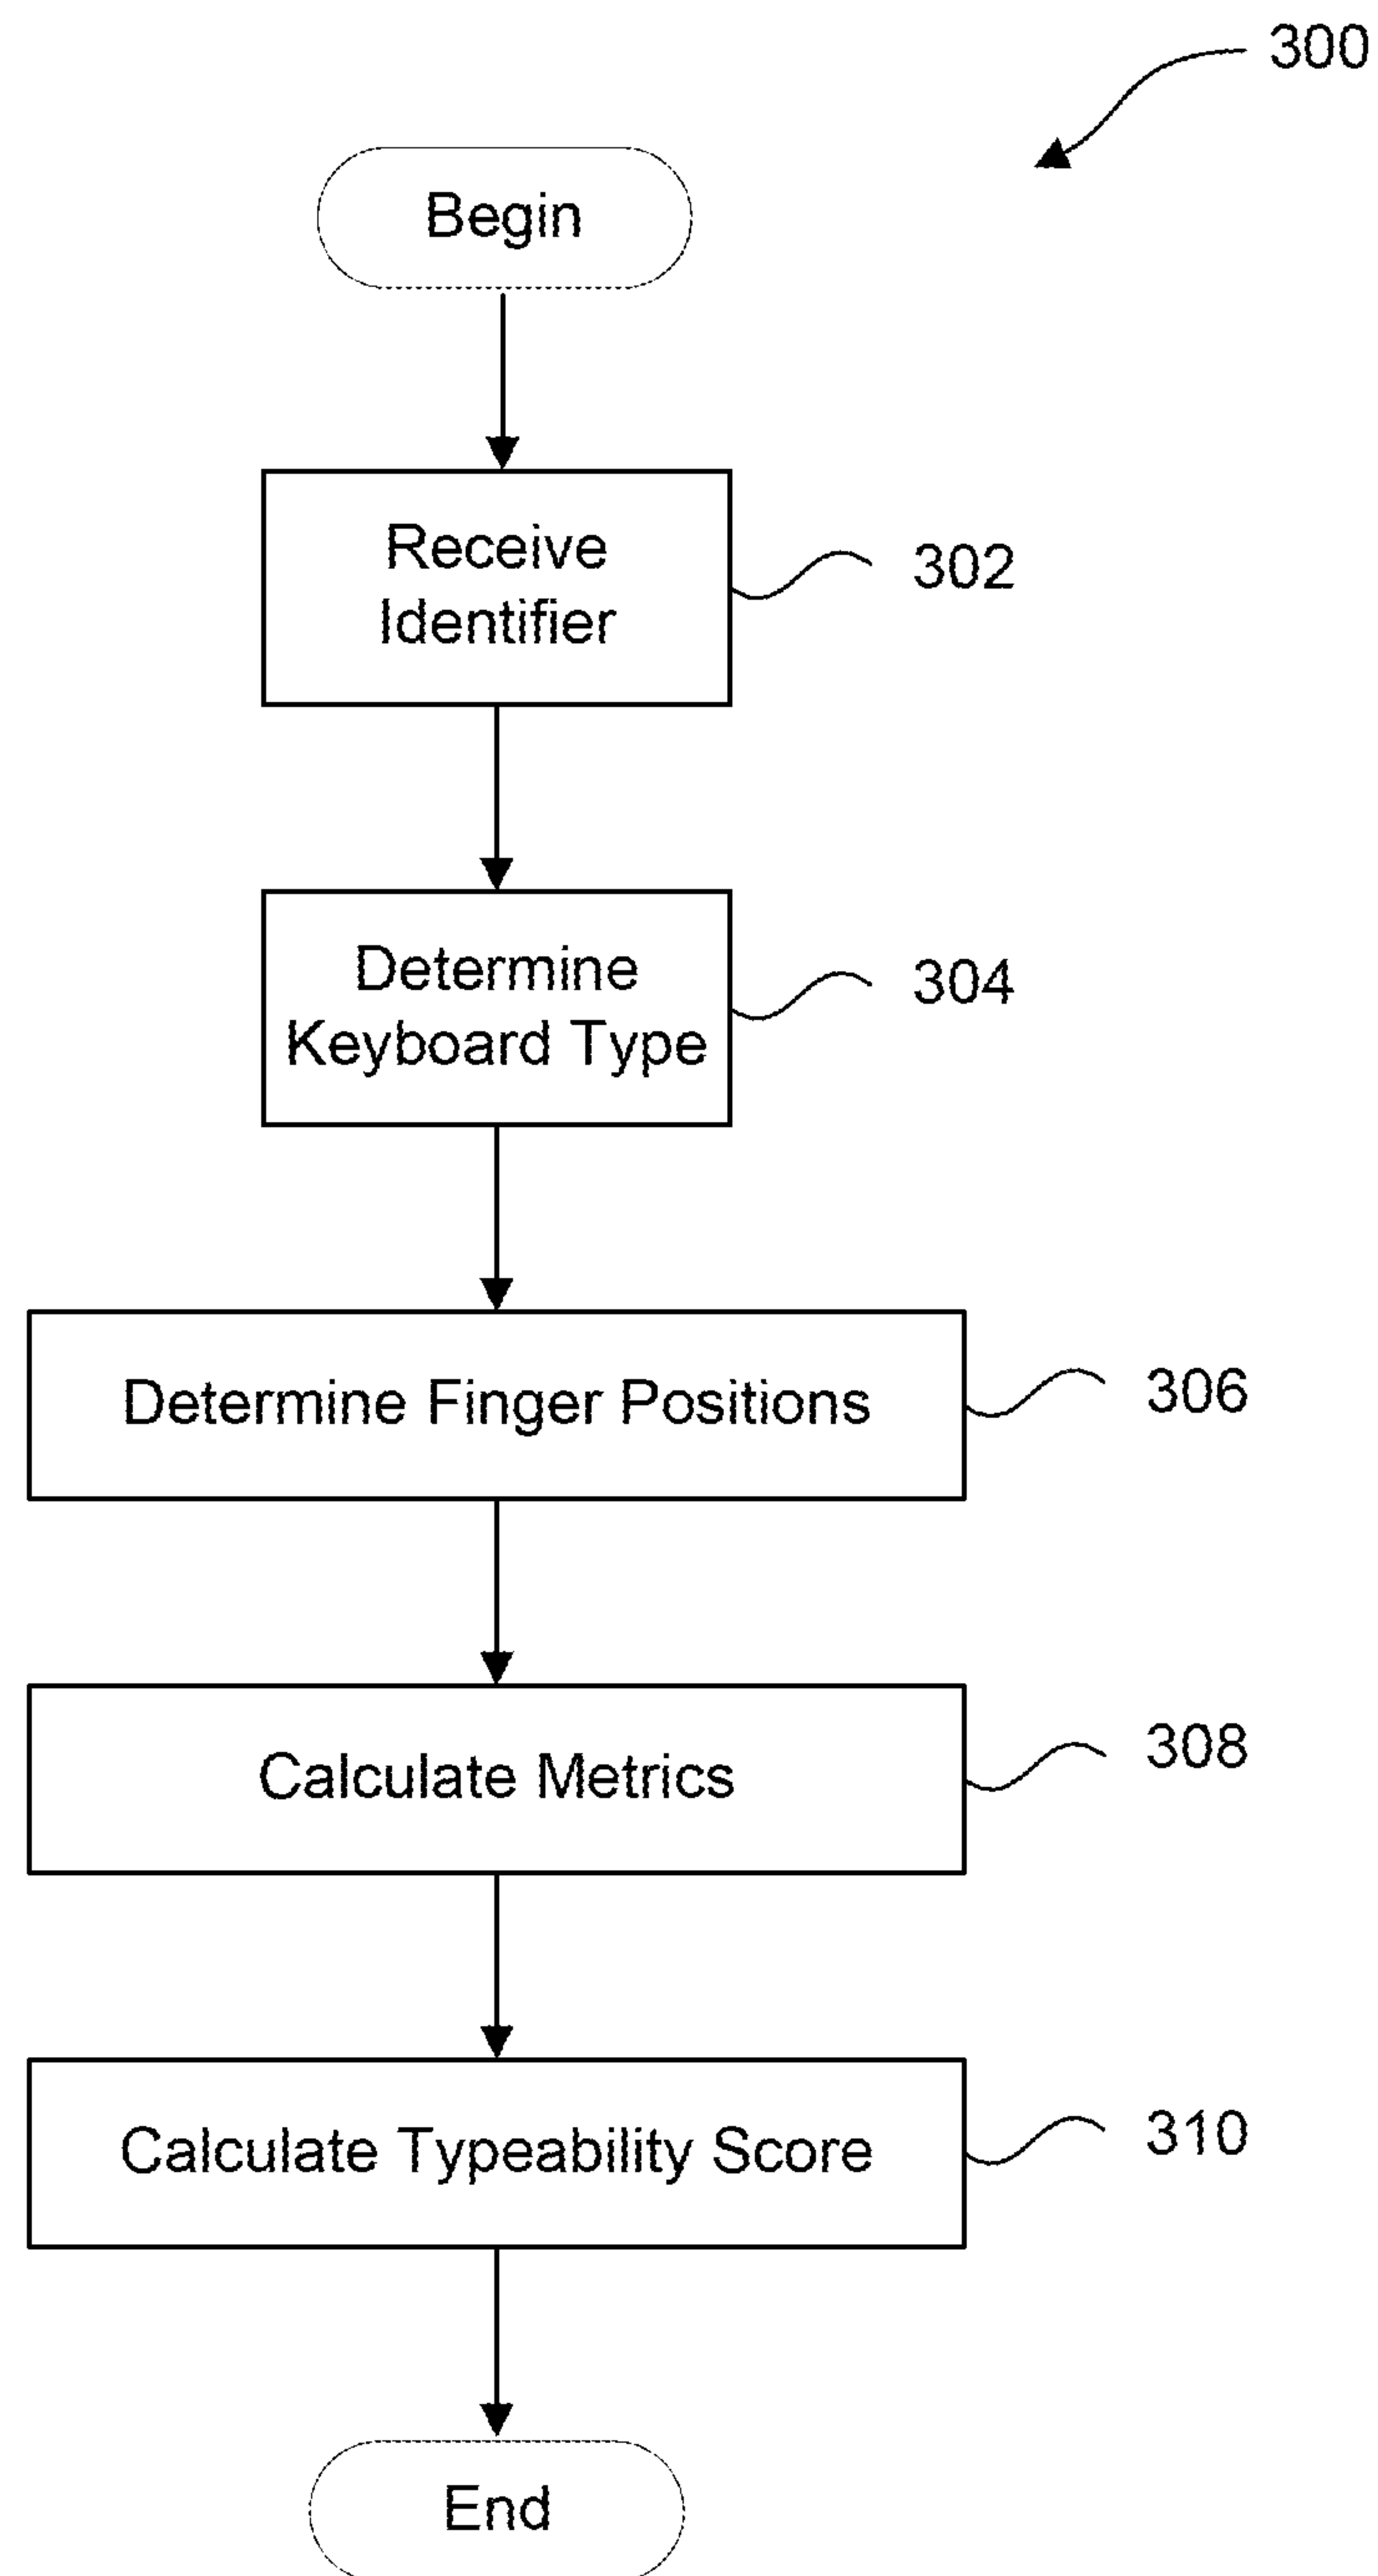 300
Begin
Receive
Identifier
302
Determine
Keyboard Type
304
Determine Finger Positions
306
Calculate Metrics
308
Calculate Typeability Score
310
End